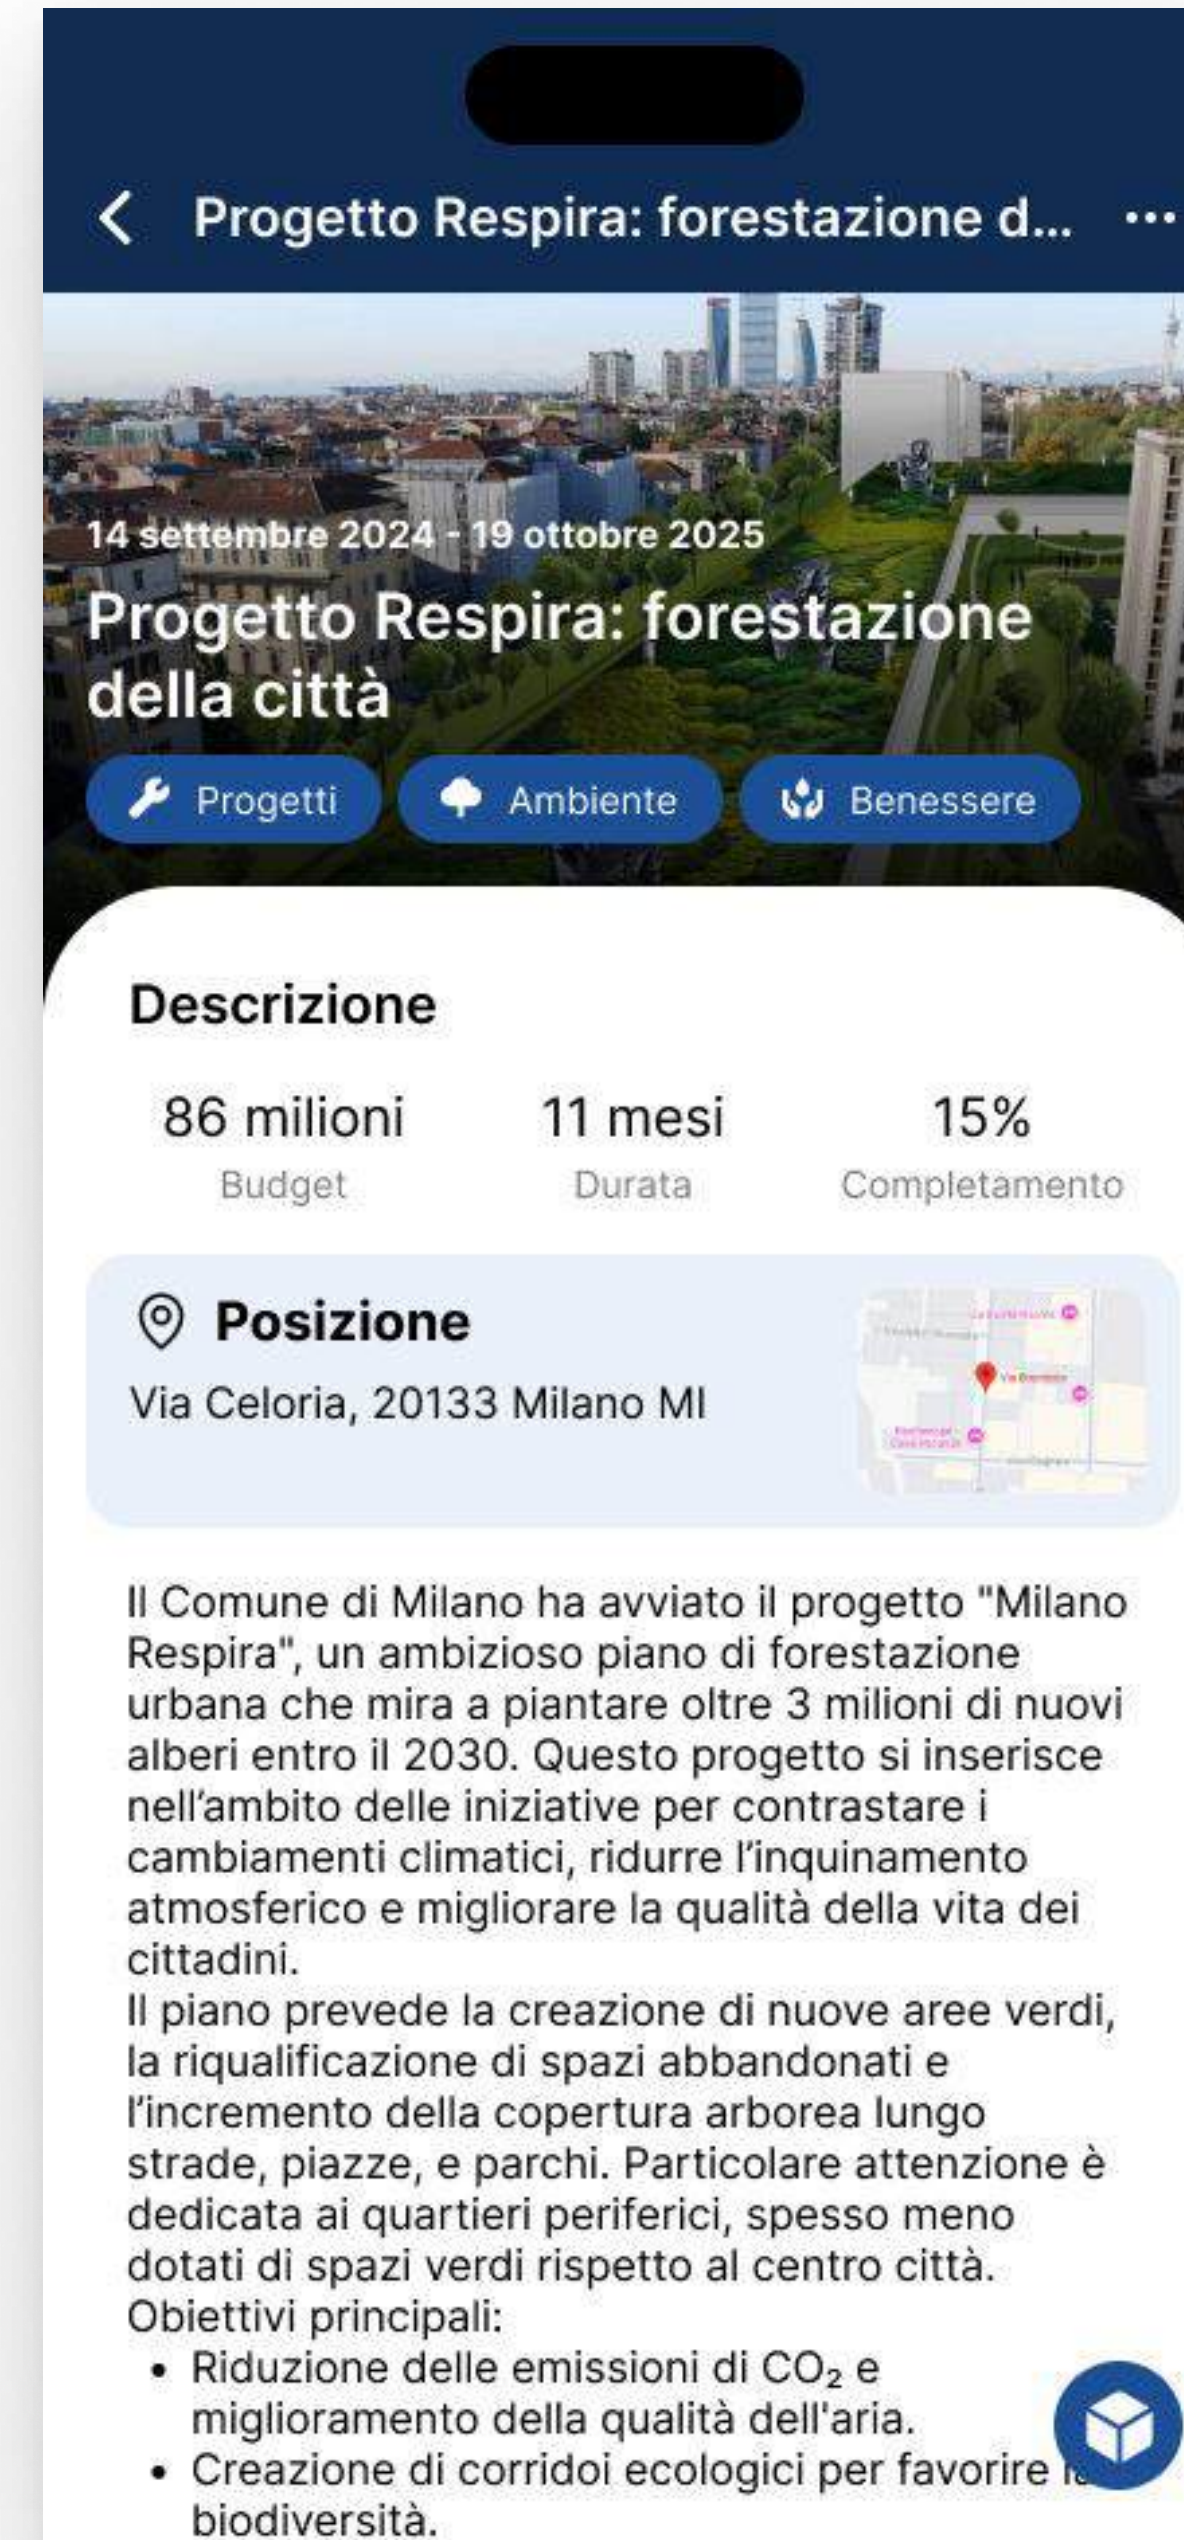 Progetto Respira: forestazione d...
14 settembre 2024 - 19 ottobre 2025
Progetto Respira: forestazione
della città
Progetti Ambiente Benessere
Descrizione
86 milioni 11 mesi 15%
Budget Durata Completamento
Posizione
Via Celoria, 20133 Milano MI
Il Comune di Milano ha avviato il progetto "Milano
Respira", un ambizioso piano di forestazione
urbana che mira a piantare oltre 3 milioni di nuovi
alberi entro il 2030. Questo progetto si inserisce
nell'ambito delle iniziative per contrastare i
cambiamenti climatici, ridurre l'inquinamento
atmosferico e migliorare la qualità della vita dei
cittadini.
Il piano prevede la creazione di nuove aree verdi,
la riqualificazione di spazi abbandonati e
l'incremento della copertura arborea lungo
strade, piazze, e parchi. Particolare attenzione è
dedicata ai quartieri periferici, spesso meno
dotati di spazi verdi rispetto al centro città.
Obiettivi principali:
• Riduzione delle emissioni di CO₂ e
miglioramento della qualità dell'aria.
• Creazione di corridoi ecologici per favorire
biodiversità.